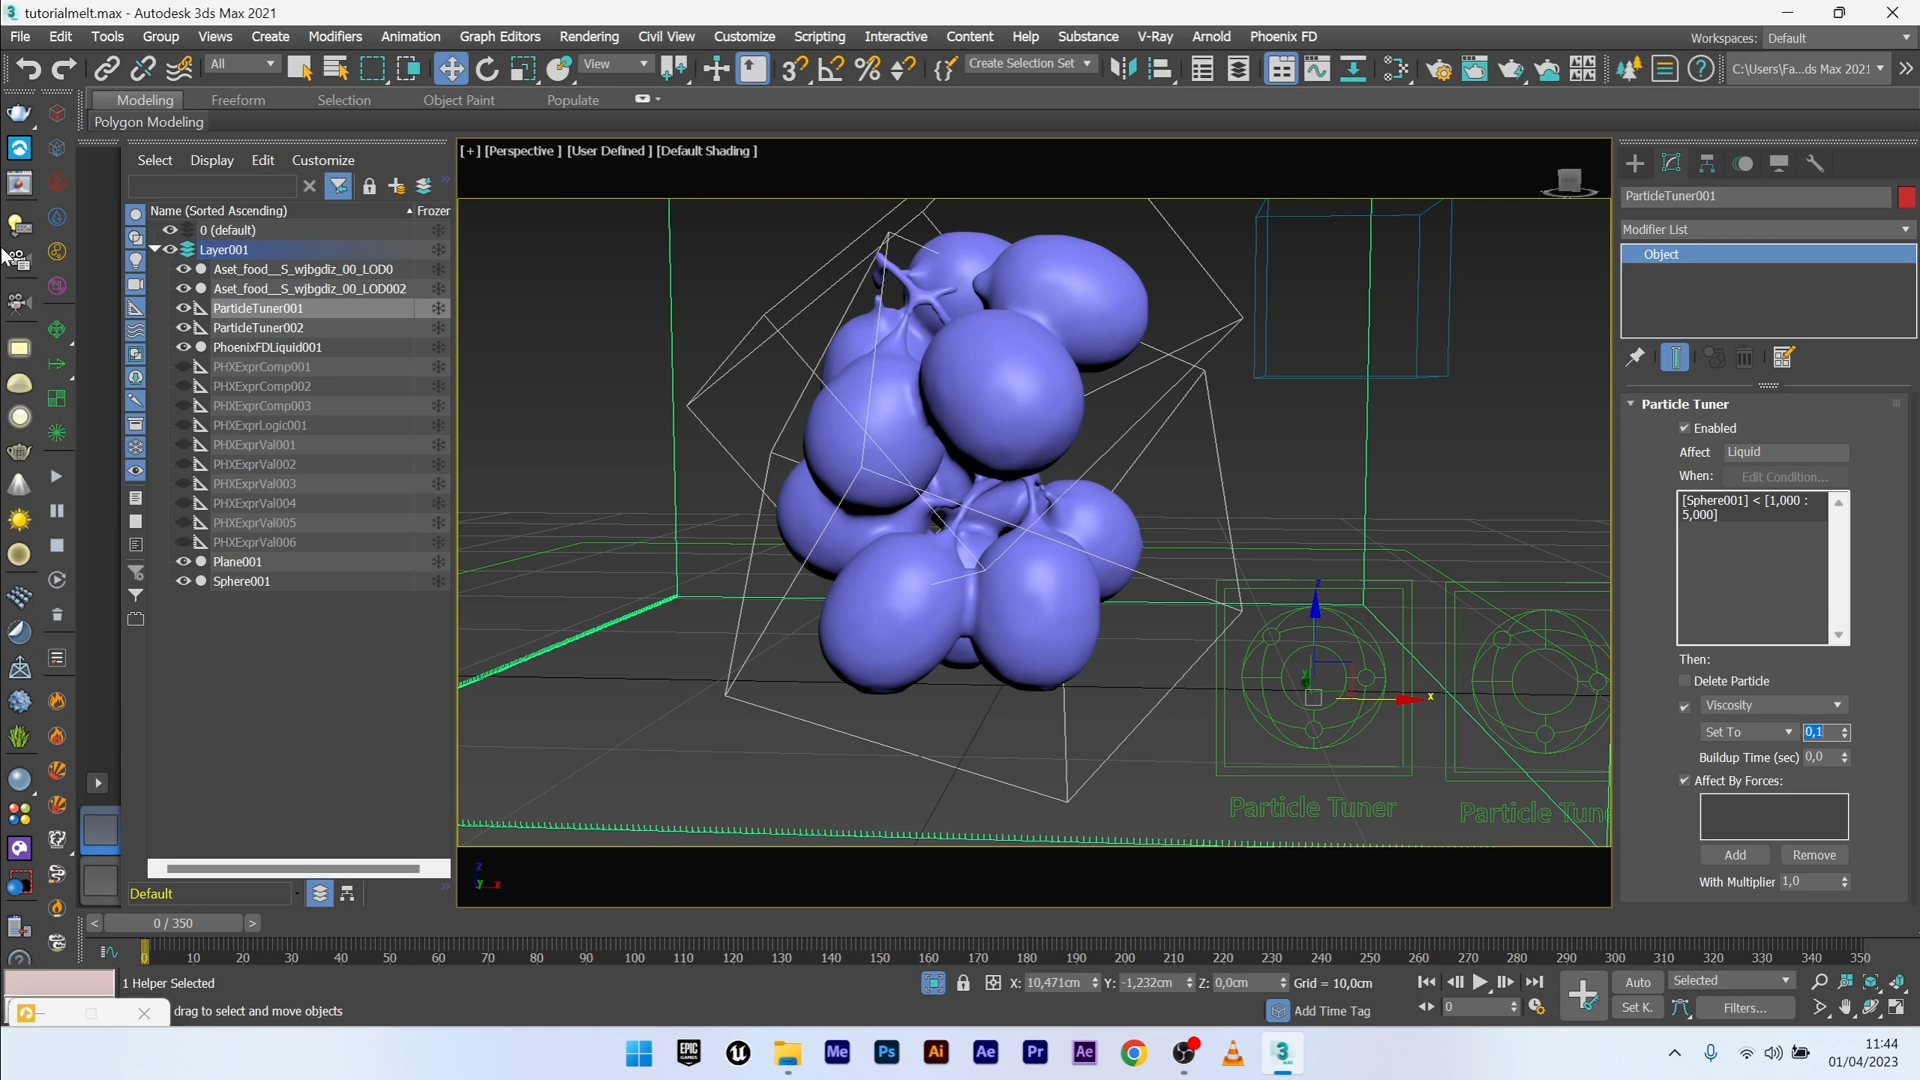 tutorialmelt.max - Autodesk 3ds Max 2021
File Edit Tools Group Views Create Modifiers Animation Graph Editors Rendering Civil View Customize Scripting Interactive Content Help Substance V-Ray Arnold Phoenix FD
Workspaces: Default
All View Create Selection Set C:\Users\Fa...ds Max 2021
Modeling Freeform Selection Object Paint Populate
Polygon Modeling
Select Display Edit Customize
[+] [Perspective ] [User Defined ] [Default Shading ]
Name (Sorted Ascending) Frozen
0 (default)
Layer001
Aset_food__S_wjbgdiz_00_LOD0
Aset_food__S_wjbgdiz_00_LOD002
ParticleTuner001
ParticleTuner002
PhoenixFDLiquid001
PHXExprComp001
PHXExprComp002
PHXExprComp003
PHXExprLogic001
PHXExprVal001
PHXExprVal002
PHXExprVal003
PHXExprVal004
PHXExprVal005
PHXExprVal006
Plane001
Sphere001
Default
z
x
y
Particle Tuner
Particle Tun
z
y
x
ParticleTuner001
Modifier List
Object
Particle Tuner
Enabled
Affect Liquid
When: Edit Condition...
[Sphere001] < [1,000 :
5,000]
Then:
Delete Particle
Viscosity
Set To 0,1
Buildup Time (sec) 0,0
Affect By Forces:
Add Remove
With Multiplier 1,0
0 / 350
0 10 20 30 40 50 60 70 80 90 100 110 120 130 140 150 160 170 180 190 200 210 220 230 240 250 260 270 280 290 300 310 320 330 340 350
1 Helper Selected
X: 10,471cm Y: -1,232cm Z: 0,0cm Grid = 10,0cm
Auto Selected
drag to select and move objects
Add Time Tag
0
Set K. Filters...
EPIC GAMES
Me Ps Ai Ae Pr Ae 3
11:44
01/04/2023